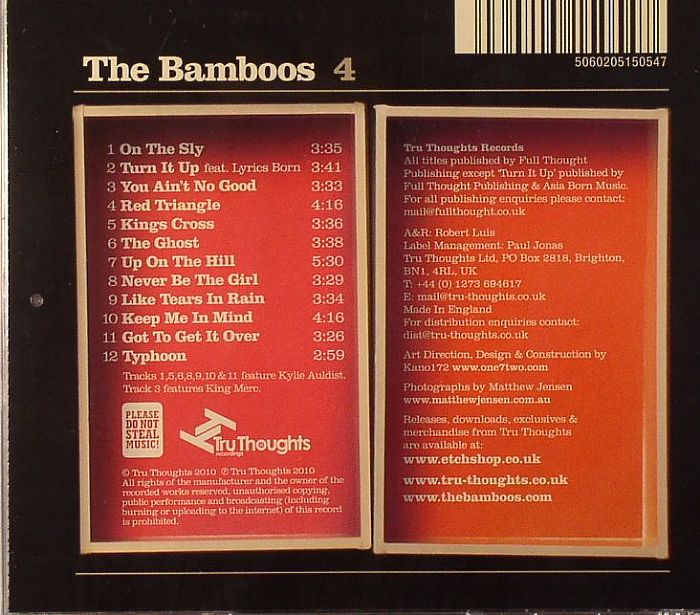 5060205150547
The Bamboos 4
1 On The Sly 3:35
2 Turn It Up feat. Lyrics Born 3:41
3 You Ain't No Good 3:33
4 Red Triangle 4:16
5 Kings Cross 3:36
6 The Ghost 3:38
7 Up On The Hill 5:30
8 Never Be The Girl 3:29
9 Like Tears In Rain 3:34
10 Keep Me In Mind 4:16
11 Got To Get It Over 3:26
12 Typhoon 2:59
Tracks 1,5,6,8,9,10 & 11 feature Kylie Auldist.
Track 3 features King Merc.
PLEASE
DO NOT
STEAL
MUSIC!
Tru Thoughts
recordings
© Tru Thoughts 2010 ℗ Tru Thoughts 2010
All rights of the manufacturer and the owner of the
recorded works reserved, unauthorised copying,
public performance and broadcasting (including
burning or uploading to the internet) of this record
is prohibited.
Tru Thoughts Records
All titles published by Full Thought
Publishing except 'Turn It Up' published by
Full Thought Publishing & Asia Born Music.
For all publishing enquiries please contact:
mail@fullthought.co.uk
A&R: Robert Luis
Label Management: Paul Jonas
Tru Thoughts Ltd, PO Box 2818, Brighton,
BN1, 4RL, UK
T: +44 (0) 1273 694617
E: mail@tru-thoughts.co.uk
Made In England
For distribution enquiries contact:
dist@tru-thoughts.co.uk
Art Direction, Design & Construction by
Kano172 www.one7two.com
Photographs by Matthew Jensen
www.matthewjensen.com.au
Releases, downloads, exclusives &
merchandise from Tru Thoughts
are available at:
www.etchshop.co.uk
www.tru-thoughts.co.uk
www.thebamboos.com